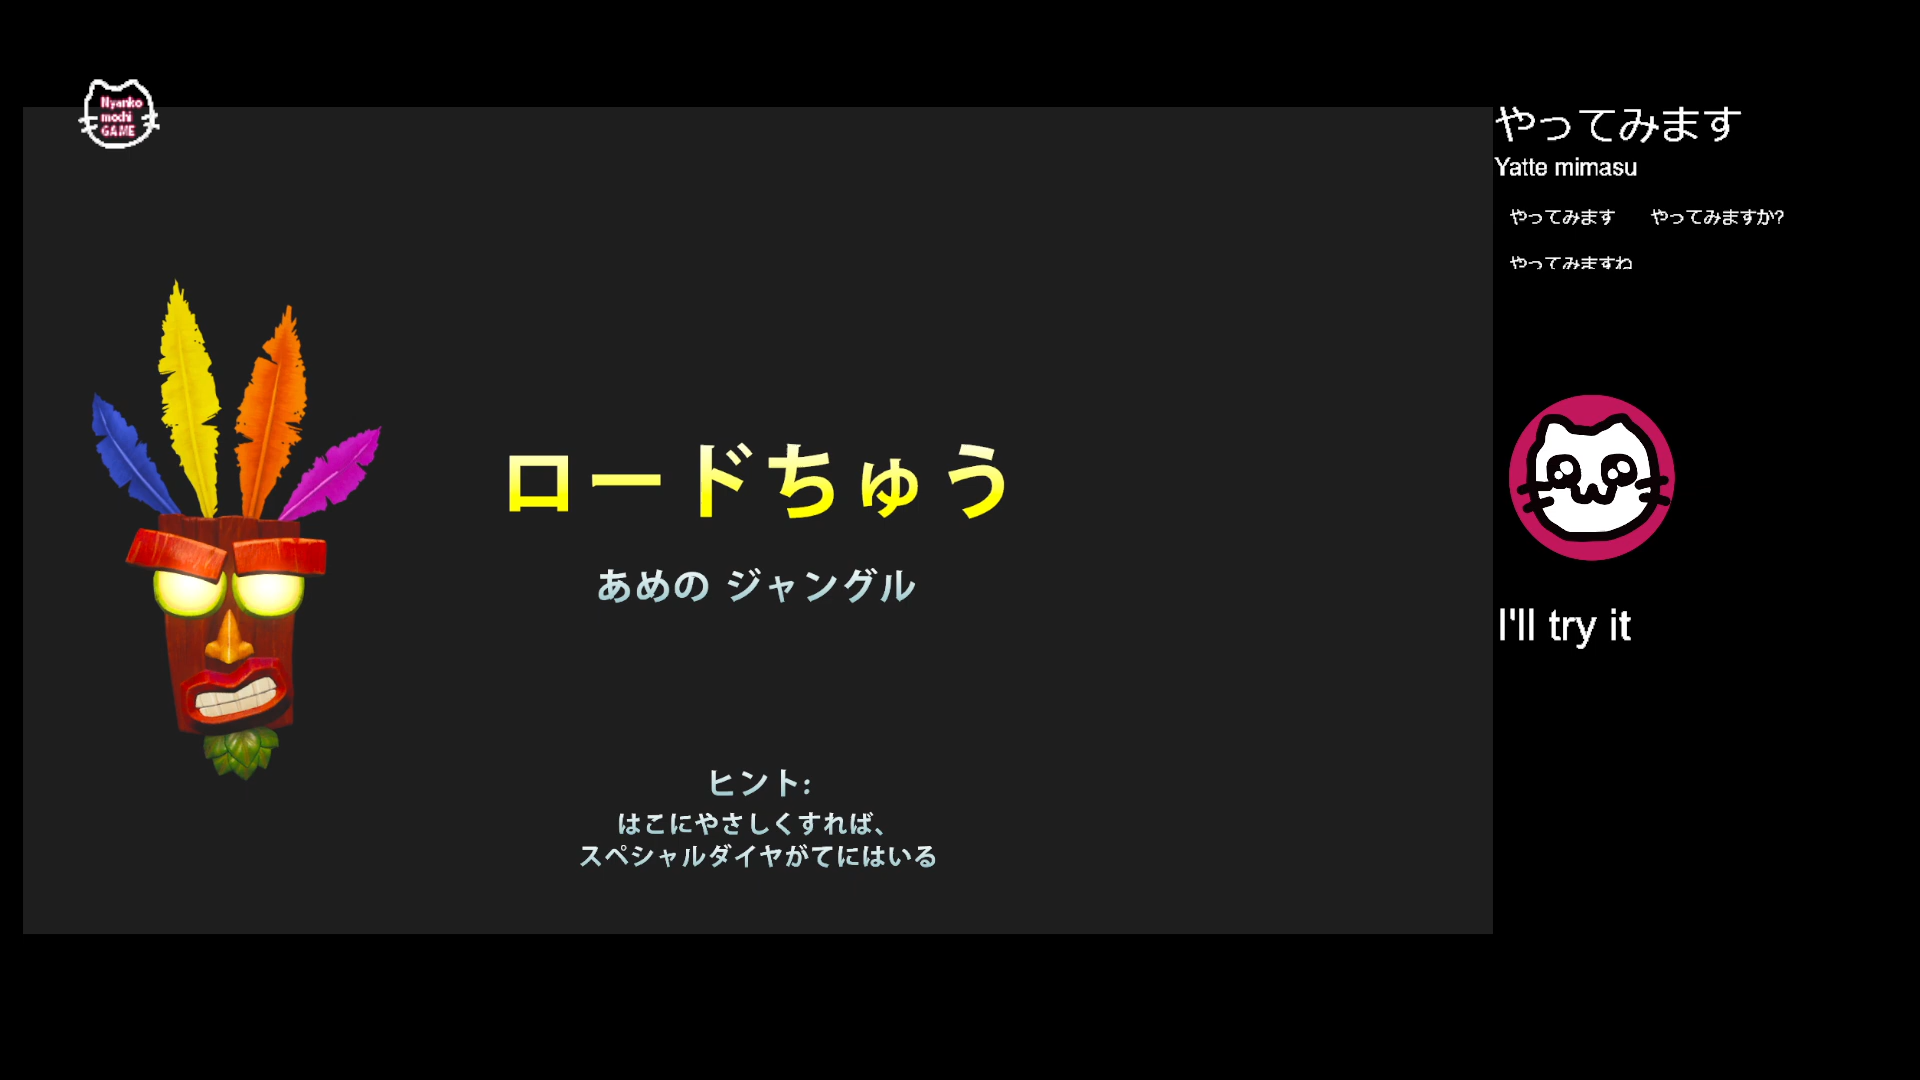 Nyanko
mochi
GAME
ロードちゅう
あめの ジャングル
ヒント:
はこにやさしくすれば、
スペシャルダイヤがてにはいる
やってみます
Yatte mimasu
やってみます やってみますか?
やってみますね
I'll try it